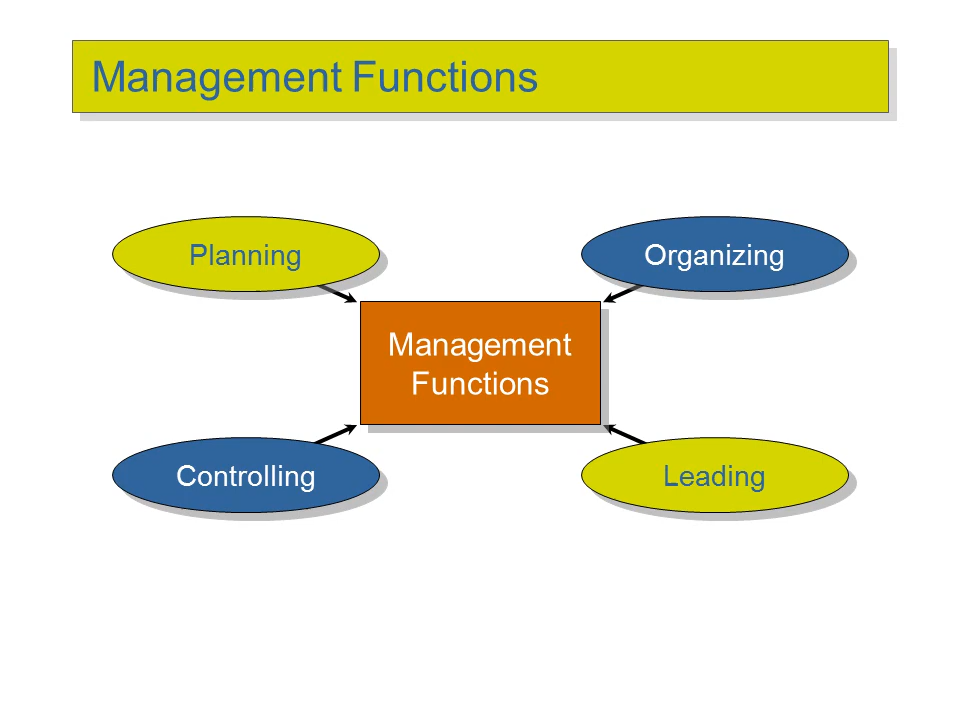 Management Functions
Planning
Organizing
Management
Functions
Controlling
Leading